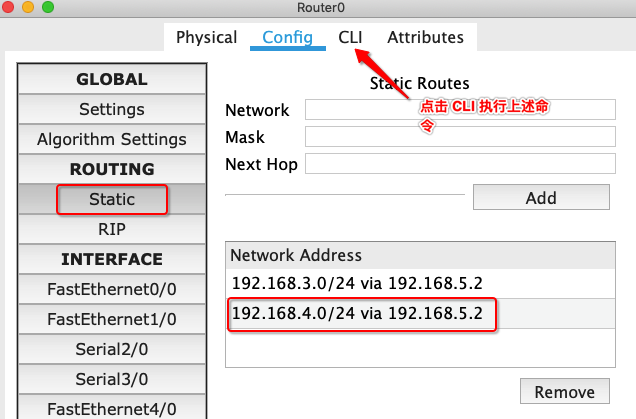 Router0
Physical Config CLI Attributes
GLOBAL
Settings
Algorithm Settings
ROUTING
Static
RIP
INTERFACE
FastEthernet0/0
FastEthernet1/0
Serial2/0
Serial3/0
FastEthernet4/0
Static Routes
点击 CLI 执行上述命
令
Network
Mask
Next Hop
Add
Network Address
192.168.3.0/24 via 192.168.5.2
192.168.4.0/24 via 192.168.5.2
Remove